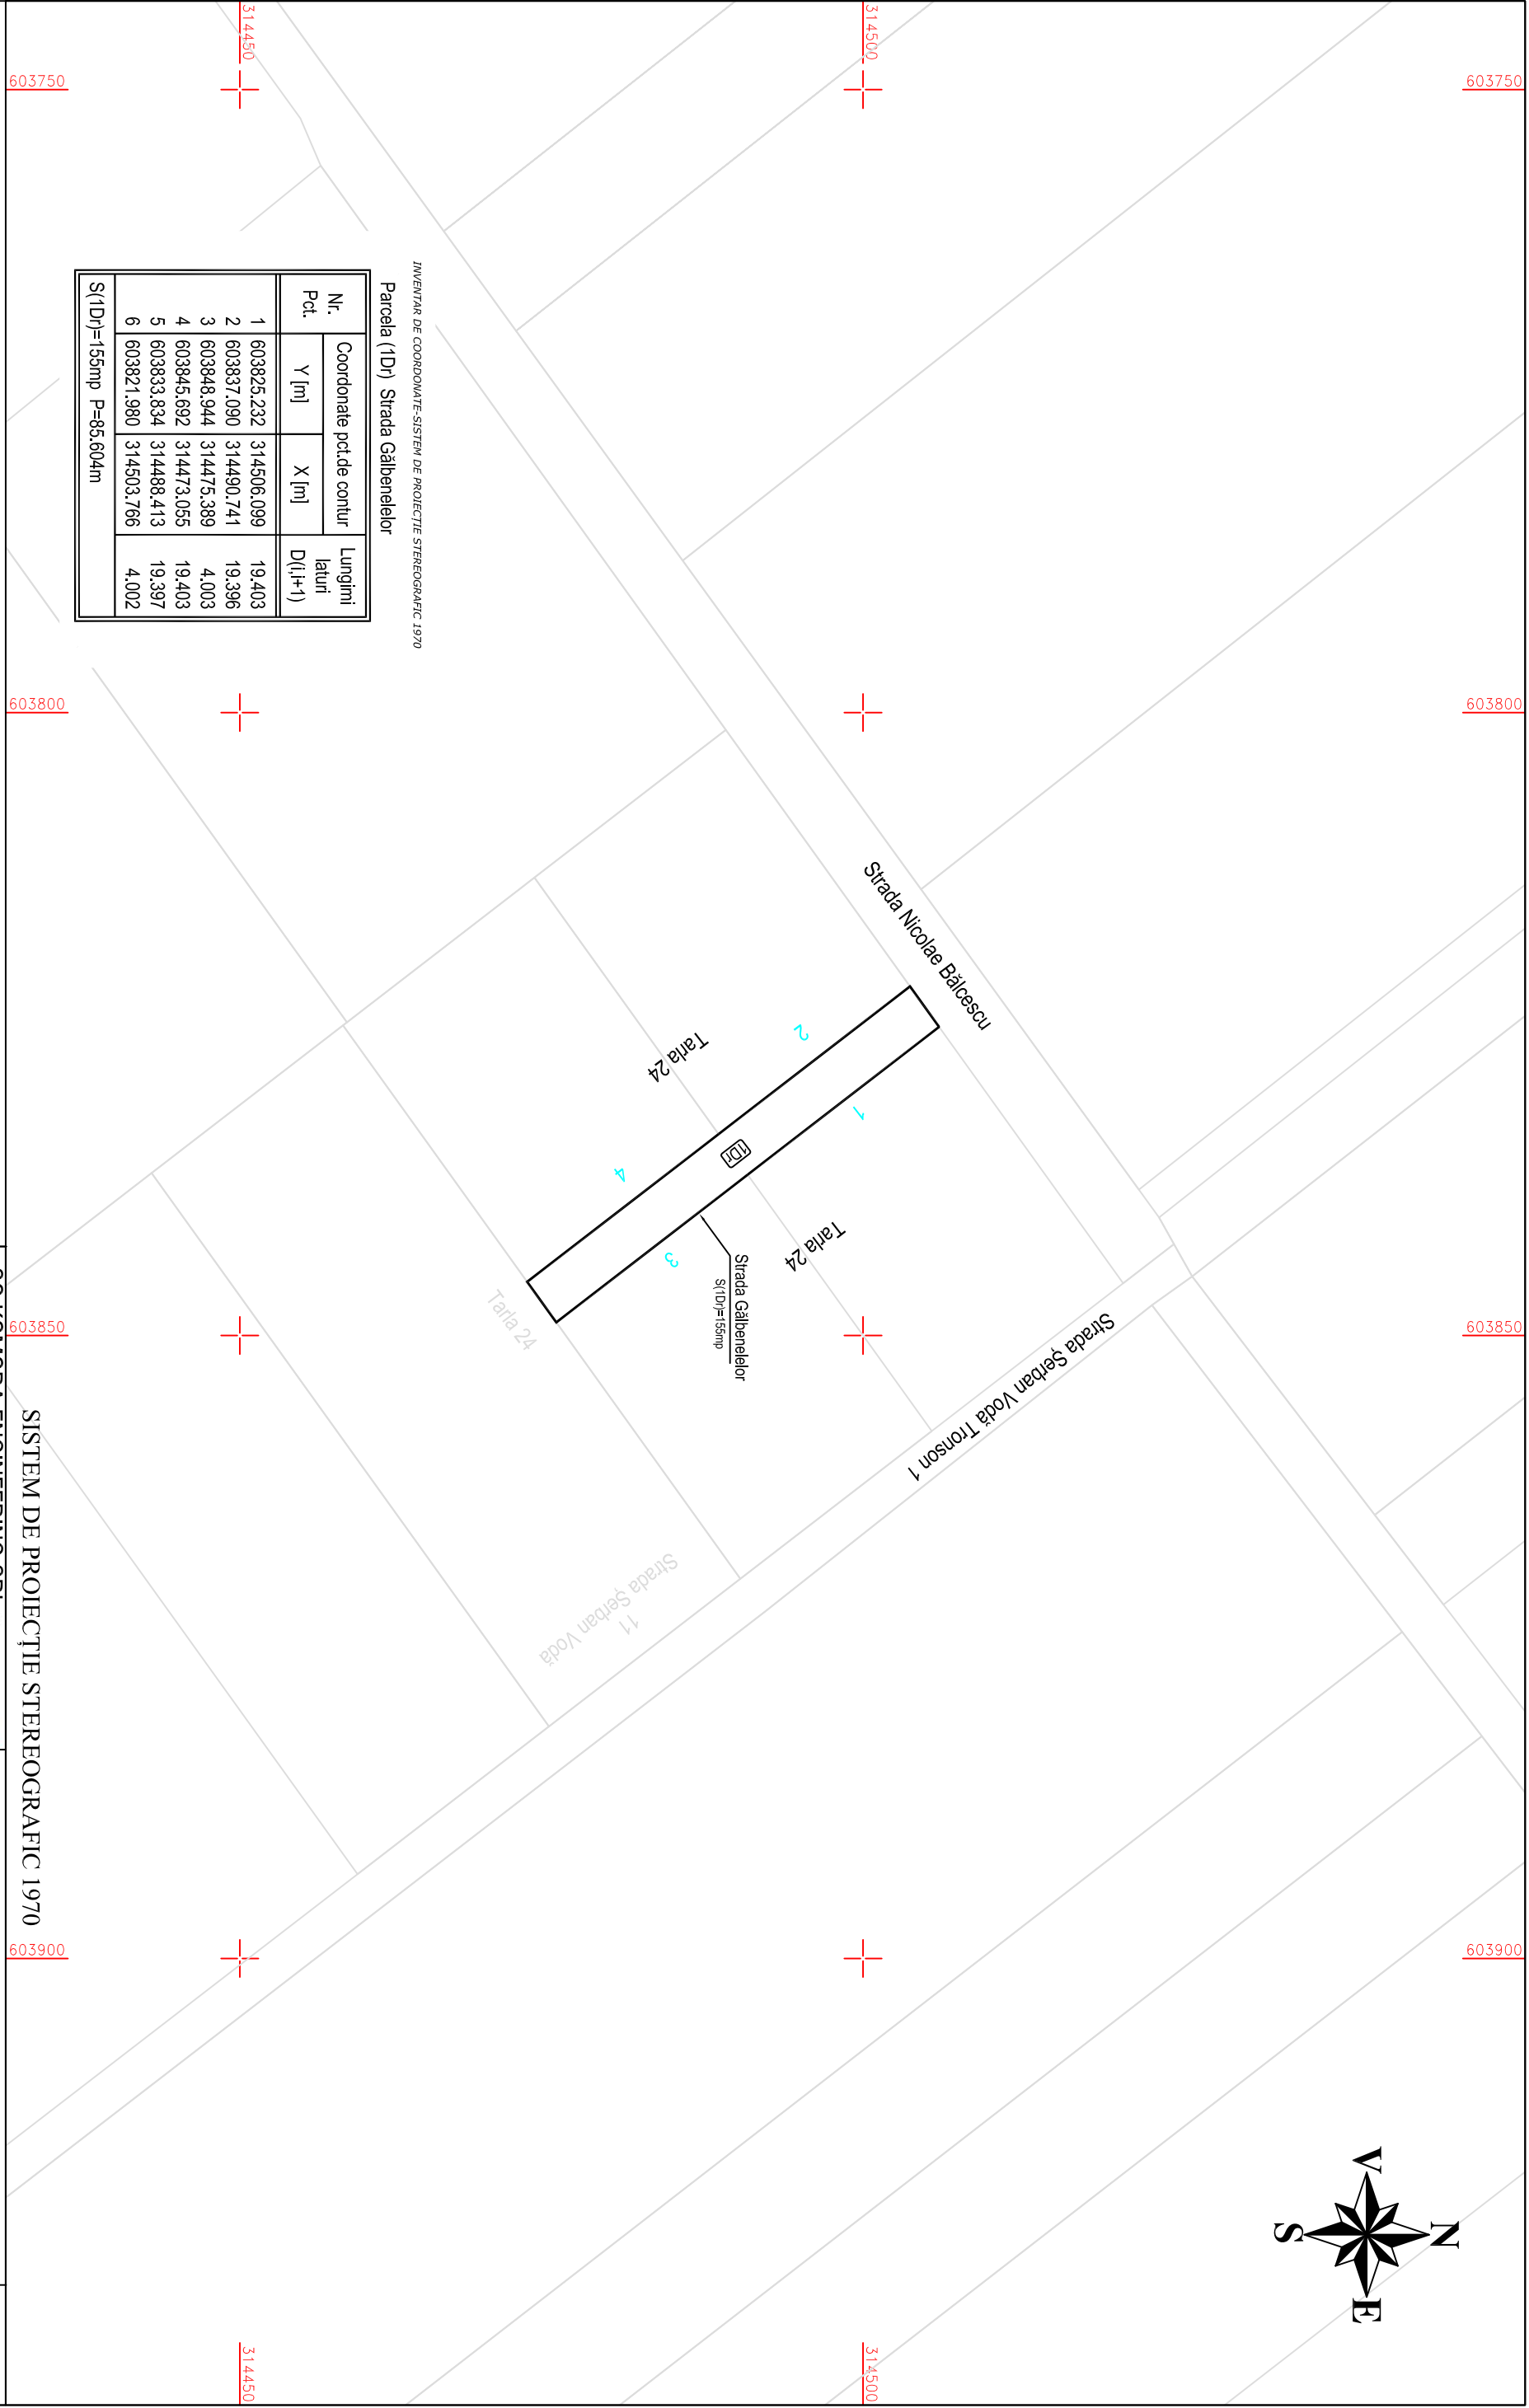 314450
314500
603750
603750
603800
603800
603850
603850
603900
603900
314450
314500
INVENTAR DE COORDONATE-SISTEM DE PROIECȚIE STEREOGRAFIC 1970
Parcela (1Dr) Strada Gălbenelelor
Nr. Pct. Coordonate pct.de contur Lungimi laturi D(i,i+1)
Y [m] X [m]
1 603825.232 314506.099 19.403
2 603837.090 314490.741 19.396
3 603848.944 314475.389 4.003
4 603845.692 314473.055 19.403
5 603833.834 314488.413 19.397
6 603821.980 314503.766 4.002
S(1Dr)=155mp P=85.604m
Strada Nicolae Bălcescu
Tarla 24
2
1
1Dr
4
3
Tarla 24
Strada Gălbenelelor
S(1Dr)=155mp
Tarla 24
Strada Șerban Vodă Tronson 1
Strada Șerban Vodă
11
N
V
E
S
SISTEM DE PROIECȚIE STEREOGRAFIC 1970